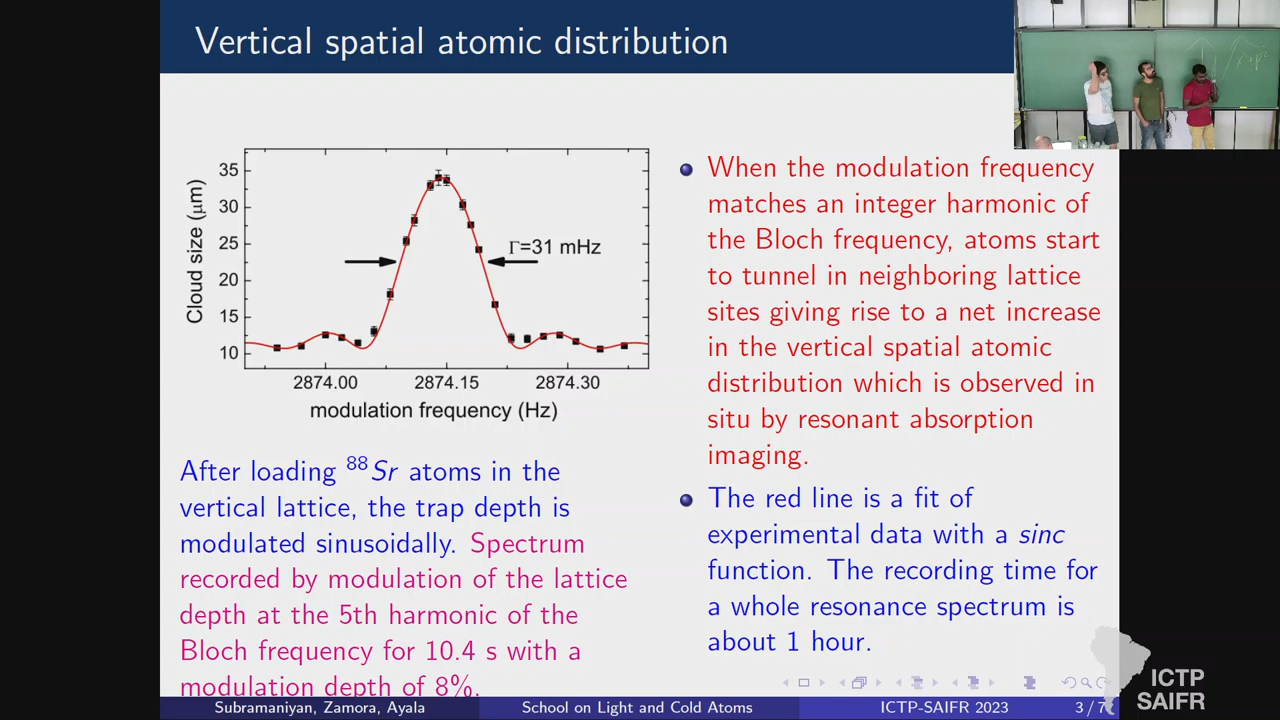 Vertical spatial atomic distribution
35
30
25
20
15
10
Cloud size (μm)
Γ=31 mHz
2874.00 2874.15 2874.30
modulation frequency (Hz)
After loading ⁸⁸Sr atoms in the
vertical lattice, the trap depth is
modulated sinusoidally. Spectrum
recorded by modulation of the lattice
depth at the 5th harmonic of the
Bloch frequency for 10.4 s with a
modulation depth of 8%.
When the modulation frequency
matches an integer harmonic of
the Bloch frequency, atoms start
to tunnel in neighboring lattice
sites giving rise to a net increase
in the vertical spatial atomic
distribution which is observed in
situ by resonant absorption
imaging.
The red line is a fit of
experimental data with a sinc
function. The recording time for
a whole resonance spectrum is
about 1 hour.
ICTP
SAIFR
Subramaniyan, Zamora, Ayala School on Light and Cold Atoms ICTP-SAIFR 2023 3 / 7